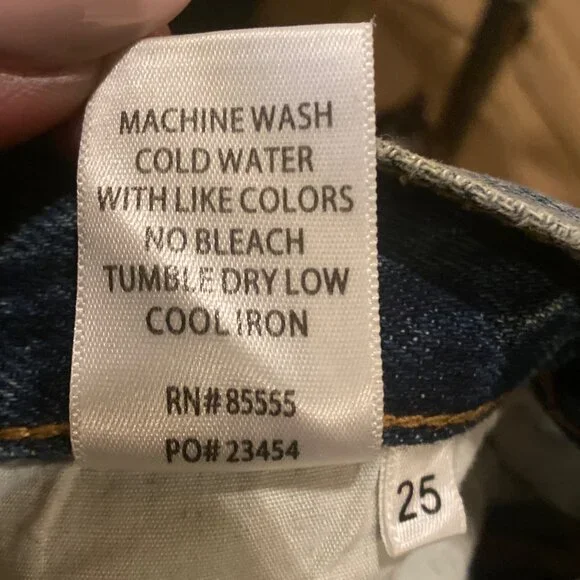 MACHINE WASH
COLD WATER
WITH LIKE COLORS
NO BLEACH
TUMBLE DRY LOW
COOL IRON
RN# 85555
PO# 23454
25